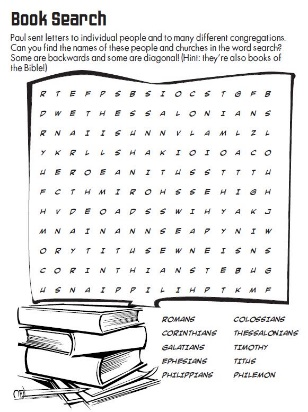 Book Search
Paul sent letters to individual people and to many different congregations.
Can you find the names of these people and churches in the word search?
Some are backwards and some are diagonal! (Hint: they're also books of
the Bible!)
R T E F D S B S I O C S T G F B
D W E T H E S S A L O N I A N S
R N A I I S U N N V L A M L Z L
Y K R L L S H A K I O I O A C O
U E R O E A N I T U S S T T T U
F C T H M I R O H S S E H I G H
H V D E O A D S S W I H Y A K J
M N A I N A N N S E A P Y N I W
O R Y T I T U S E W N E I S N S
C O R I N T H I A N S T E B U G
U S N A I P P I L I H P T K M F
ROMANS COLOSSIANS
CORINTHIANS THESSALONIANS
GALATIANS TIMOTHY
EPHESIANS TITUS
PHILIPPIANS PHILEMON